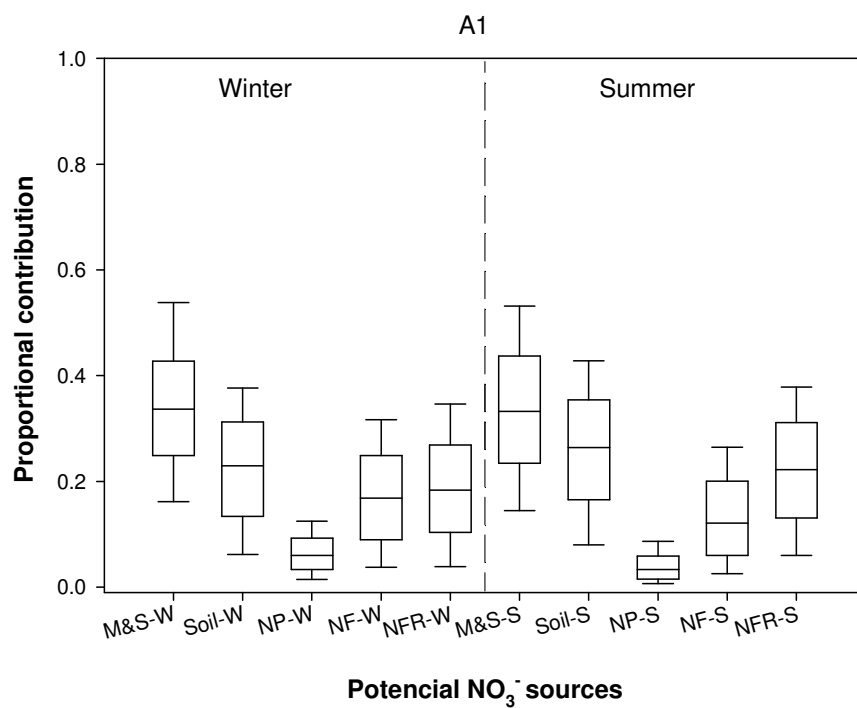 A1
Winter Summer
Proportional contribution
1.0
0.8
0.6
0.4
0.2
0.0
M&S-W Soil-W NP-W NF-W NFR-W M&S-S Soil-S NP-S NF-S NFR-S
Potencial NO₃⁻ sources